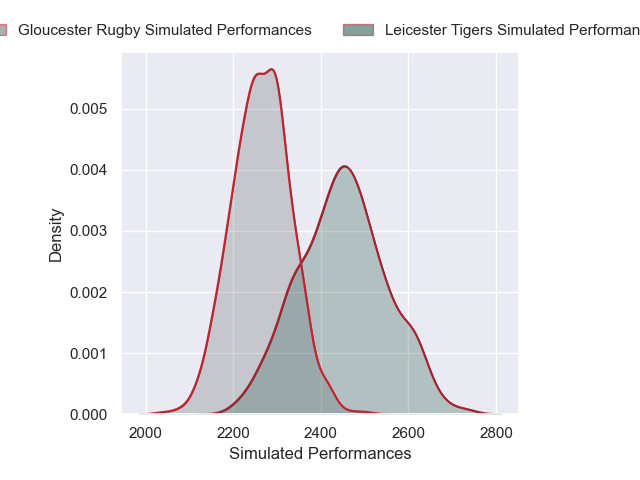 Gloucester Rugby Simulated Performances
Leicester Tigers Simulated Performan
0.005
0.004
0.003
0.002
0.001
0.000
Density
2000 2200 2400 2600 2800
Simulated Performances